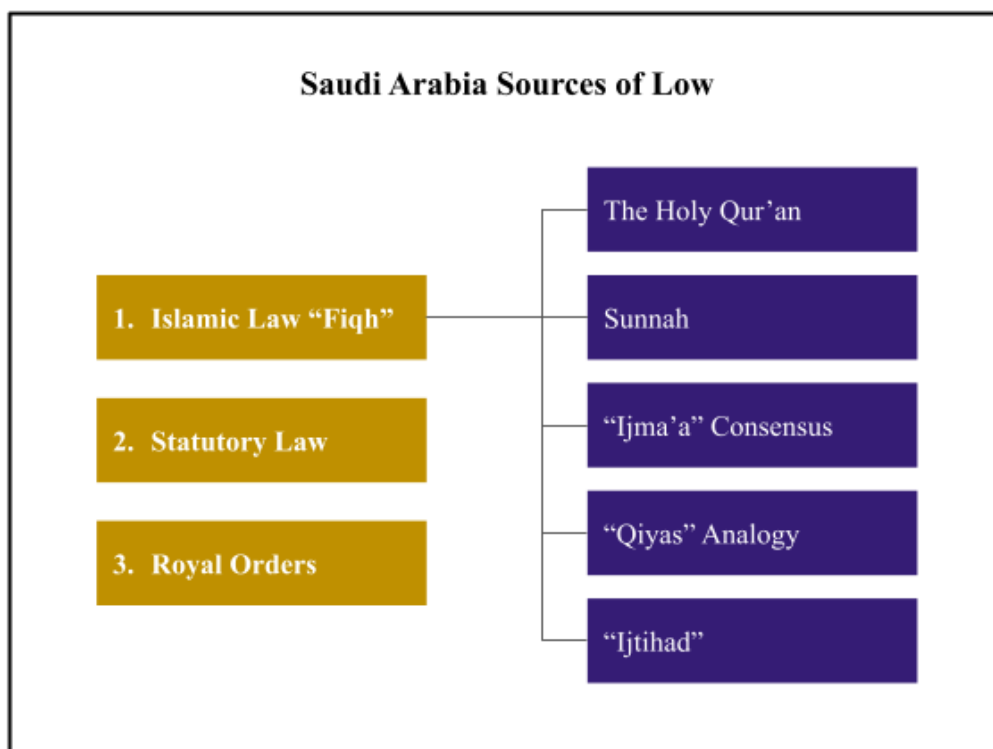 Saudi Arabia Sources of Low
1. Islamic Law “Fiqh”
2. Statutory Law
3. Royal Orders
The Holy Qur’an
Sunnah
“Ijma’a” Consensus
“Qiyas” Analogy
“Ijtihad”